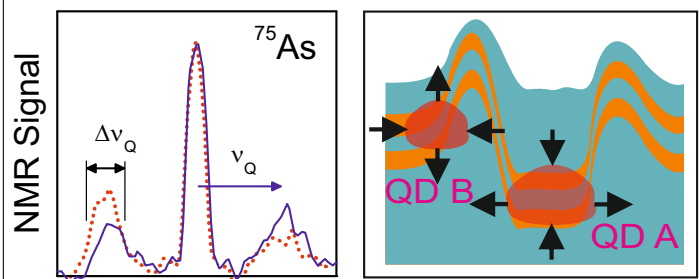 NMR Signal
⁷⁵As
Δν_Q
ν_Q
QD B
QD A